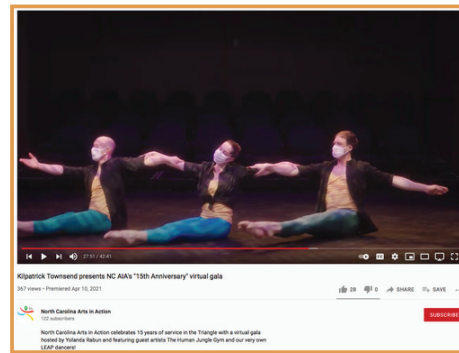 27:51 / 42:41
Kilpatrick Townsend presents NC AIA's "15th Anniversary" virtual gala
367 views • Premiered Apr 10, 2021
28 0 SHARE SAVE ...
North Carolina Arts in Action
122 subscribers
SUBSCRIBE
North Carolina Arts in Action celebrates 15 years of service in the Triangle with a virtual gala
hosted by Yolanda Rabun and featuring guest artists The Human Jungle Gym and our very own
LEAP dancers!